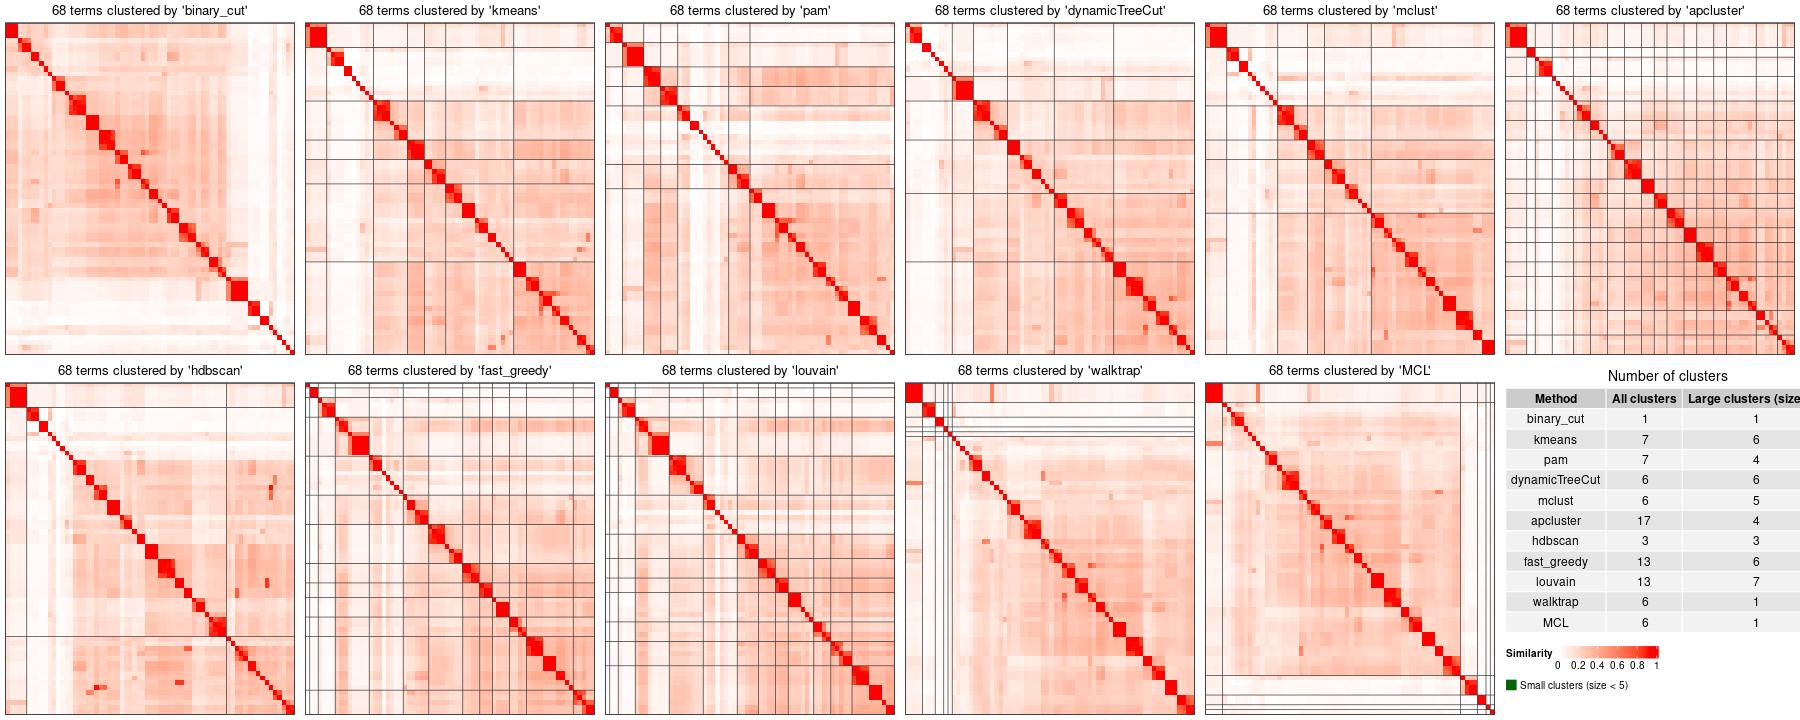 68 terms clustered by 'binary_cut'
68 terms clustered by 'kmeans'
68 terms clustered by 'pam'
68 terms clustered by 'dynamicTreeCut'
68 terms clustered by 'mclust'
68 terms clustered by 'apcluster'
68 terms clustered by 'hdbscan'
68 terms clustered by 'fast_greedy'
68 terms clustered by 'louvain'
68 terms clustered by 'walktrap'
68 terms clustered by 'MCL'
Number of clusters
Method All clusters Large clusters (size
binary_cut 1 1
kmeans 7 6
pam 7 4
dynamicTreeCut 6 6
mclust 6 5
apcluster 17 4
hdbscan 3 3
fast_greedy 13 6
louvain 13 7
walktrap 6 1
MCL 6 1
Similarity
0 0.2 0.4 0.6 0.8 1
Small clusters (size < 5)